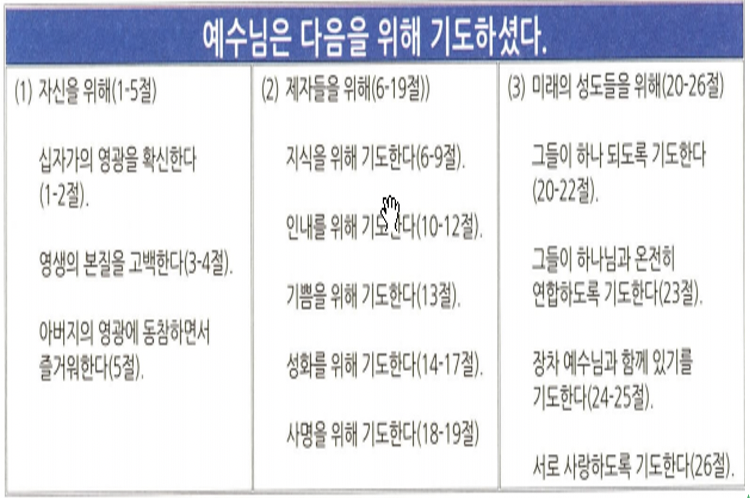 예수님은 다음을 위해 기도하셨다.
(1) 자신을 위해(1-5절)
십자가의 영광을 확신한다
(1-2절).
영생의 본질을 고백한다(3-4절).
아버지의 영광에 동참하면서
즐거워한다(5절).
(2) 제자들을 위해(6-19절))
지식을 위해 기도한다(6-9절).
인내를 위해 기도한다(10-12절).
기쁨을 위해 기도한다(13절).
성화를 위해 기도한다(14-17절).
사명을 위해 기도한다(18-19절)
(3) 미래의 성도들을 위해(20-26절)
그들이 하나 되도록 기도한다
(20-22절).
그들이 하나님과 온전히
연합하도록 기도한다(23절).
장차 예수님과 함께 있기를
기도한다(24-25절).
서로 사랑하도록 기도한다(26절).